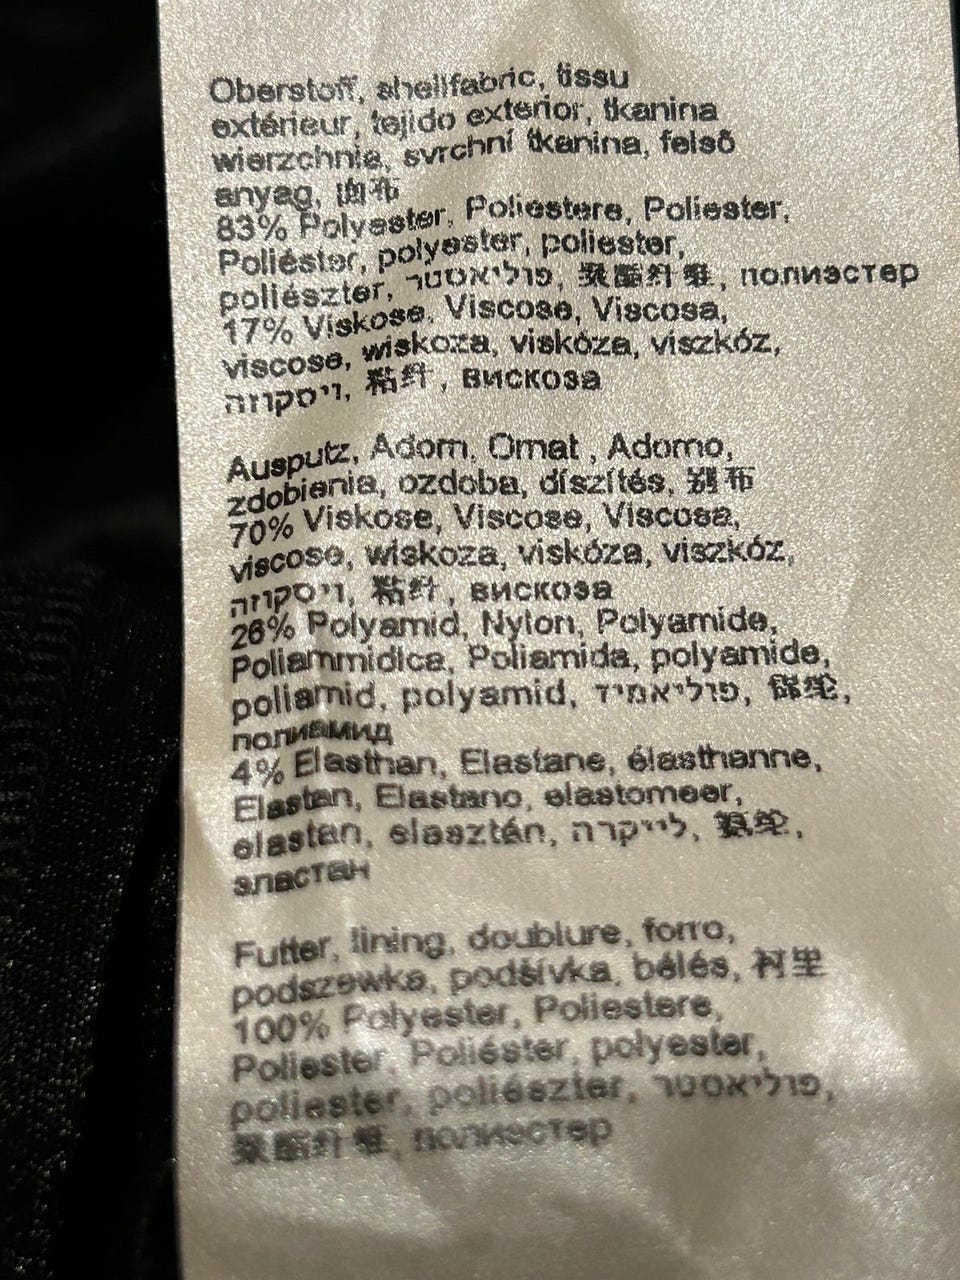 Oberstoff, shellfabric, tissu
extérieur, tejido exterior, tkanina
wierzchnia, svrchní tkanina, felső
anyag, 面布
83% Polyester, Poliestere, Poliester,
Poliéster, polyester, poliester,
poliészter, פוליאסטר, 聚酯纤维, полиэстер
17% Viskose, Viscose, Viscosa,
viscose, wiskoza, viskóza, viszkóz,
ויסקוזה, 粘纤, вискоза
Ausputz, Adorn, Ornat , Adorno,
zdobienia, ozdoba, díszítés, 别布
70% Viskose, Viscose, Viscosa,
viscose, wiskoza, viskóza, viszkóz,
ויסקוזה, 粘纤, вискоза
26% Polyamid, Nylon, Polyamide,
Poliammidica, Poliamida, polyamide,
poliamid, polyamid, פוליאמיד, 锦纶,
полиамид
4% Elasthan, Elastane, élasthanne,
Elastan, Elastano, elastomeer,
elastan, elasztán, לייקרה, 氨纶,
эластан
Futter, lining, doublure, forro,
podszewka, podšívka, bélés, 衬里
100% Polyester, Poliestere,
Poliester, Poliéster, polyester,
poliester, poliészter, פוליאסטר,
聚酯纤维, полиэстер